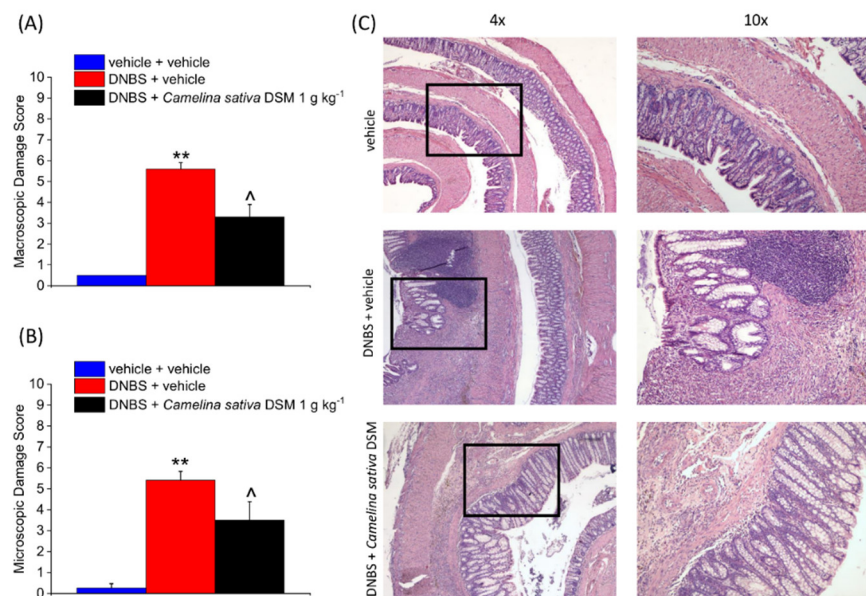 (A)
vehicle + vehicle
DNBS + vehicle
DNBS + Camelina sativa DSM 1 g kg⁻¹
Macroscopic Damage Score
10
9
8
7
6
5
4
3
2
1
0
**
^
(B)
vehicle + vehicle
DNBS + vehicle
DNBS + Camelina sativa DSM 1 g kg⁻¹
Microscopic Damage Score
10
9
8
7
6
5
4
3
2
1
0
**
^
(C)
4x
10x
vehicle
DNBS + vehicle
DNBS + Camelina sativa DSM